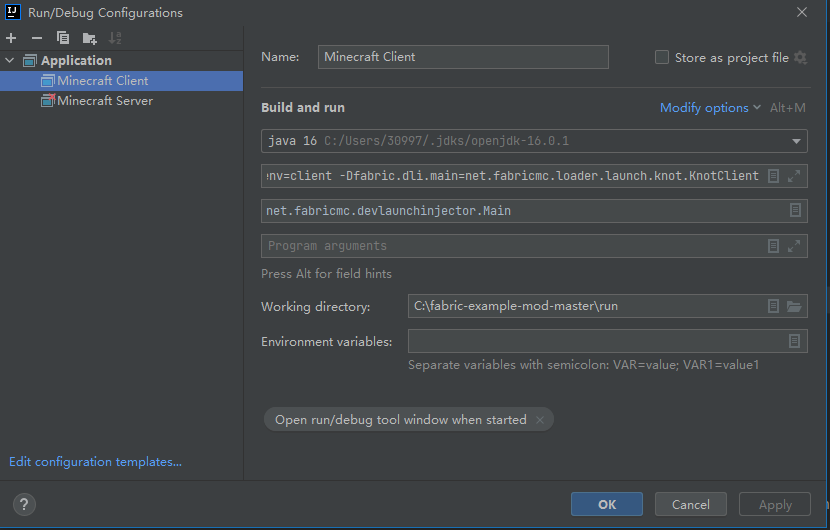 IJ
Run/Debug Configurations
Application
Minecraft Client
Minecraft Server
Name: Minecraft Client Store as project file
Build and run
Modify options Alt+M
java 16 C:/Users/30997/.jdks/openjdk-16.0.1
nv=client -Dfabric.dli.main=net.fabricmc.loader.launch.knot.KnotClient
net.fabricmc.devlaunchinjector.Main
Program arguments
Press Alt for field hints
Working directory: C:\fabric-example-mod-master\run
Environment variables:
Separate variables with semicolon: VAR=value; VAR1=value1
Open run/debug tool window when started
Edit configuration templates...
? OK Cancel Apply